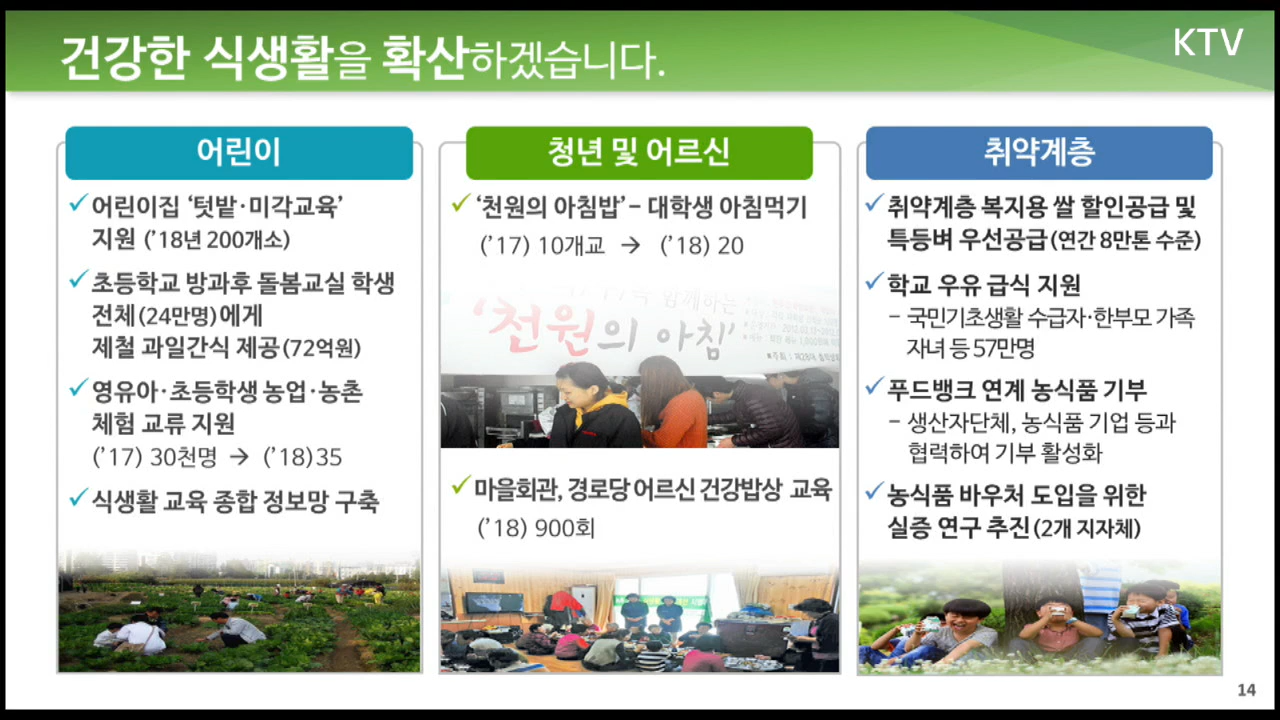 건강한 식생활을 확산하겠습니다.
KTV
어린이
✓ 어린이집 ‘텃밭·미각교육’
지원 (’18년 200개소)
✓ 초등학교 방과후 돌봄교실 학생
전체(24만명)에게
제철 과일간식 제공(72억원)
✓ 영유아·초등학생 농업·농촌
체험 교류 지원
(’17) 30천명 → (’18)35
✓ 식생활 교육 종합 정보망 구축
청년 및 어르신
✓ ‘천원의 아침밥’– 대학생 아침먹기
(’17) 10개교 → (’18) 20
함께하는
‘천원의 아침’
✓ 마을회관, 경로당 어르신 건강밥상 교육
(’18) 900회
취약계층
✓ 취약계층 복지용 쌀 할인공급 및
특등벼 우선공급(연간 8만톤 수준)
✓ 학교 우유 급식 지원
– 국민기초생활 수급자·한부모 가족
자녀 등 57만명
✓ 푸드뱅크 연계 농식품 기부
– 생산자단체, 농식품 기업 등과
협력하여 기부 활성화
✓ 농식품 바우처 도입을 위한
실증 연구 추진(2개 지자체)
14